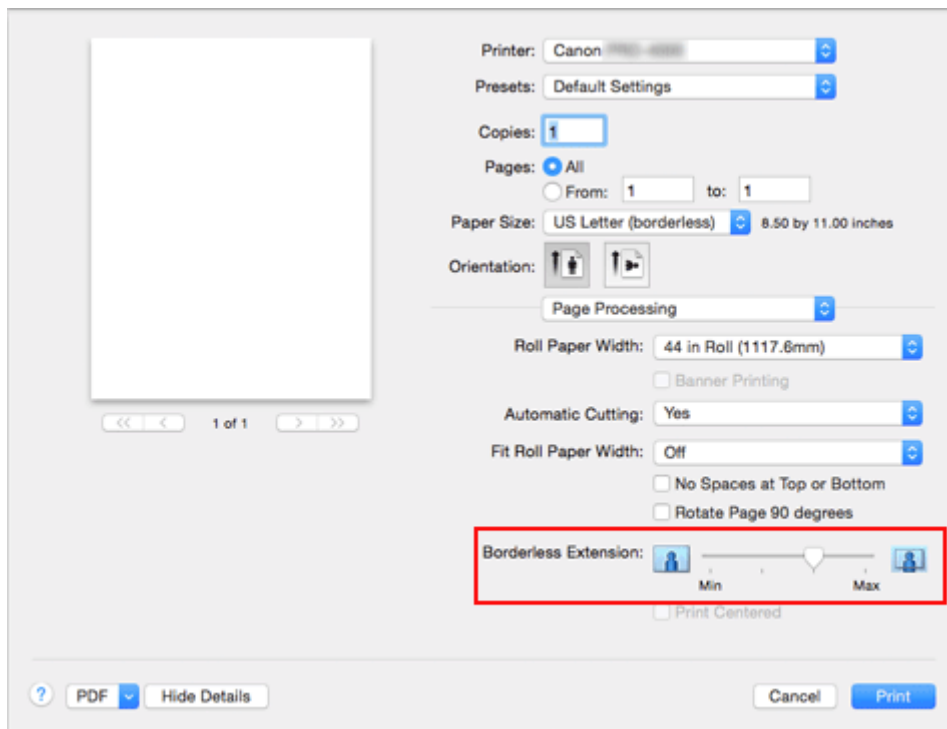 Printer: Canon
Presets: Default Settings
Copies: 1
Pages: All
From: 1 to: 1
Paper Size: US Letter (borderless) 8.50 by 11.00 inches
Orientation:
Page Processing
Roll Paper Width: 44 in Roll (1117.6mm)
Banner Printing
1 of 1
Automatic Cutting: Yes
Fit Roll Paper Width: Off
No Spaces at Top or Bottom
Rotate Page 90 degrees
Borderless Extension:
Min Max
Print Centered
? PDF Hide Details Cancel Print